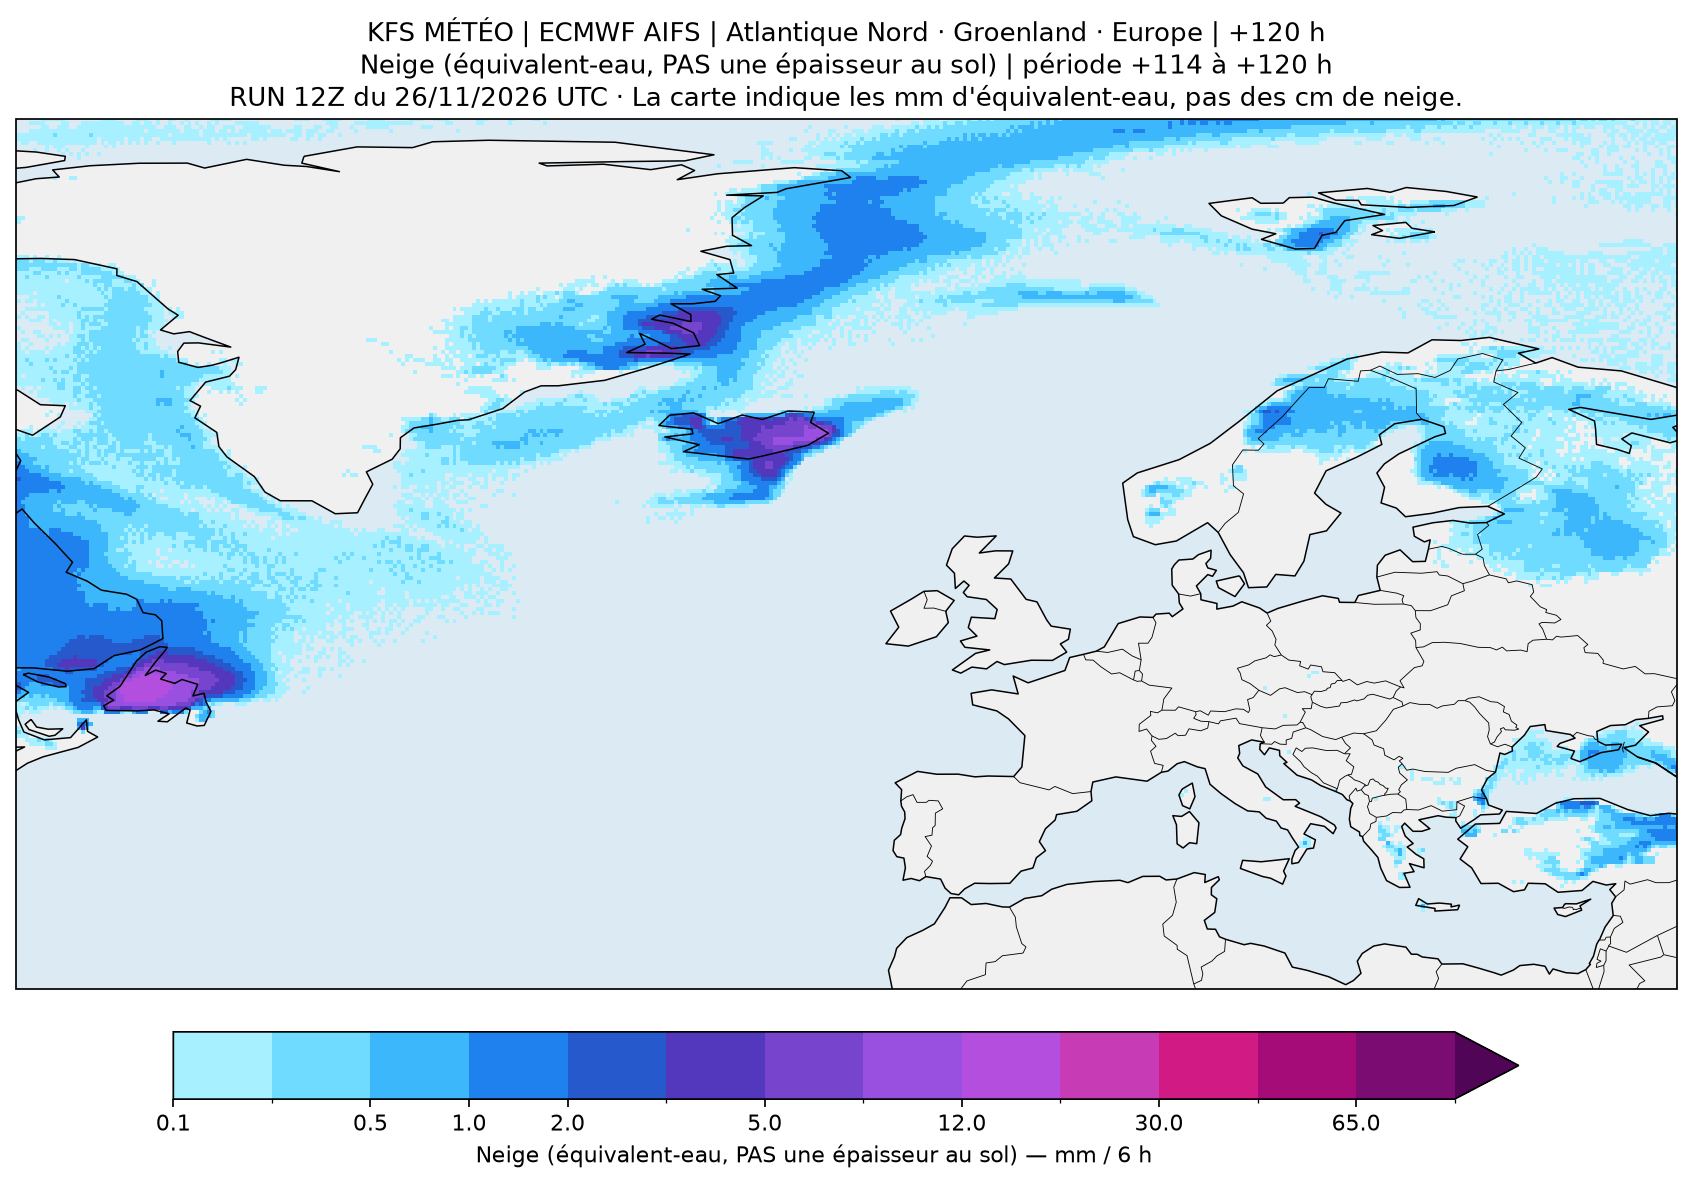 KFS MÉTÉO | ECMWF AIFS | Atlantique Nord · Groenland · Europe | +120 h
Neige (équivalent-eau, PAS une épaisseur au sol) | période +114 à +120 h
RUN 12Z du 26/11/2026 UTC · La carte indique les mm d'équivalent-eau, pas des cm de neige.
0.1 0.5 1.0 2.0 5.0 12.0 30.0 65.0
Neige (équivalent-eau, PAS une épaisseur au sol) — mm / 6 h